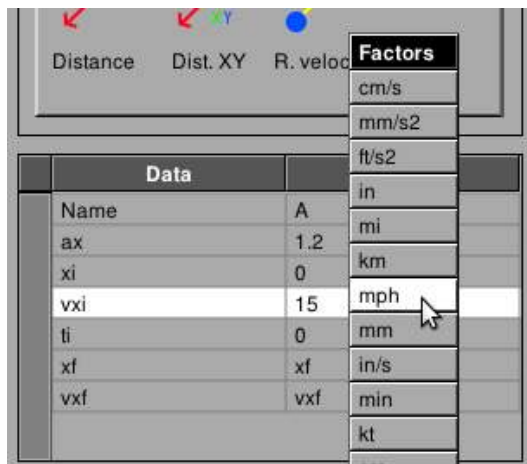 XY
Distance
Dist. XY
R. veloc
Factors
cm/s
mm/s2
ft/s2
in
mi
km
mph
mm
in/s
min
kt
Data
Name A
ax 1.2
xi 0
vxi 15
ti 0
xf xf
vxf vxf